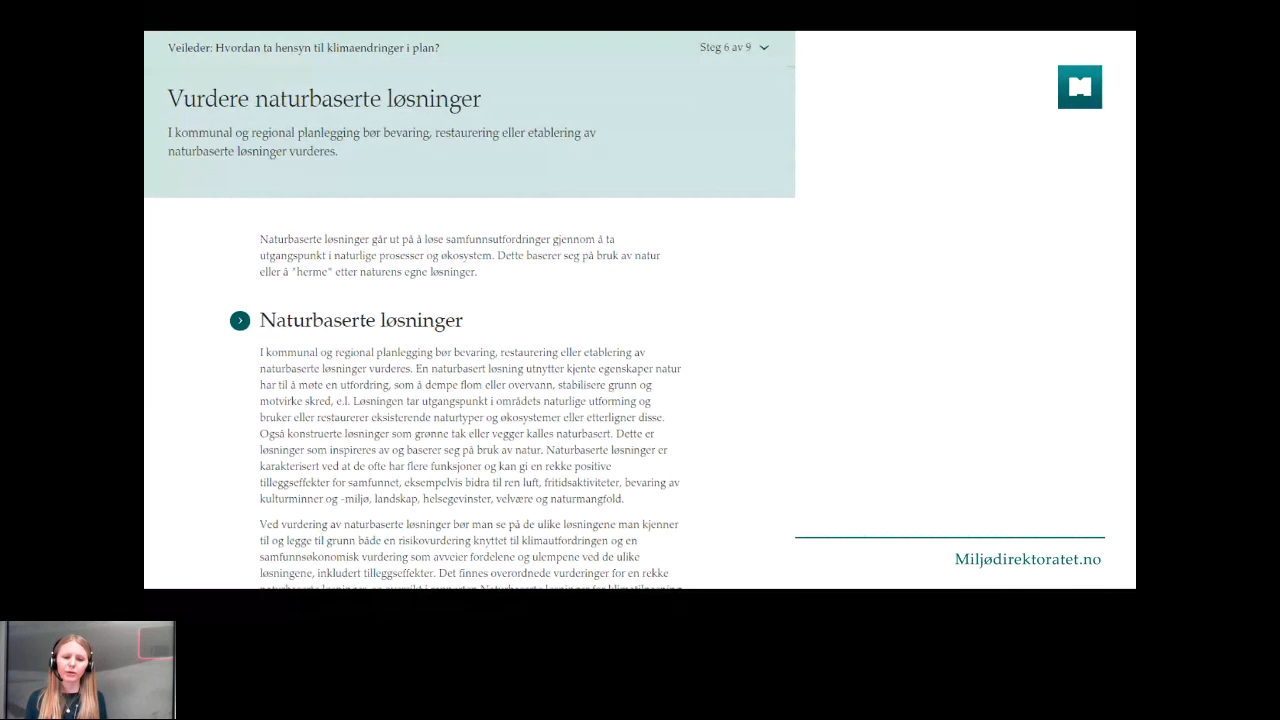 Veileder: Hvordan ta hensyn til klimaendringer i plan?
Steg 6 av 9
Vurdere naturbaserte løsninger
I kommunal og regional planlegging bør bevaring, restaurering eller etablering av
naturbaserte løsninger vurderes.
Naturbaserte løsninger går ut på å løse samfunnsutfordringer gjennom å ta
utgangspunkt i naturlige prosesser og økosystem. Dette baserer seg på bruk av natur
eller å "herme" etter naturens egne løsninger.
Naturbaserte løsninger
I kommunal og regional planlegging bør bevaring, restaurering eller etablering av
naturbaserte løsninger vurderes. En naturbasert løsning utnytter kjente egenskaper natur
har til å møte en utfordring, som å dempe flom eller overvann, stabilisere grunn og
motvirke skred, e.l. Løsningen tar utgangspunkt i områdets naturlige utforming og
bruker eller restaurerer eksisterende naturtyper og økosystemer eller etterligner disse.
Også konstruerte løsninger som grønne tak eller vegger kalles naturbasert. Dette er
løsninger som inspireres av og baserer seg på bruk av natur. Naturbaserte løsninger er
karakterisert ved at de ofte har flere funksjoner og kan gi en rekke positive
tilleggseffekter for samfunnet, eksempelvis bidra til ren luft, fritidsaktiviteter, bevaring av
kulturminner og -miljø, landskap, helsegevinster, velvære og naturmangfold.
Ved vurdering av naturbaserte løsninger bør man se på de ulike løsningene man kjenner
til og legge til grunn både en risikovurdering knyttet til klimautfordringen og en
samfunnsøkonomisk vurdering som avveier fordelene og ulempene ved de ulike
løsningene, inkludert tilleggseffekter. Det finnes overordnede vurderinger for en rekke
Miljødirektoratet.no